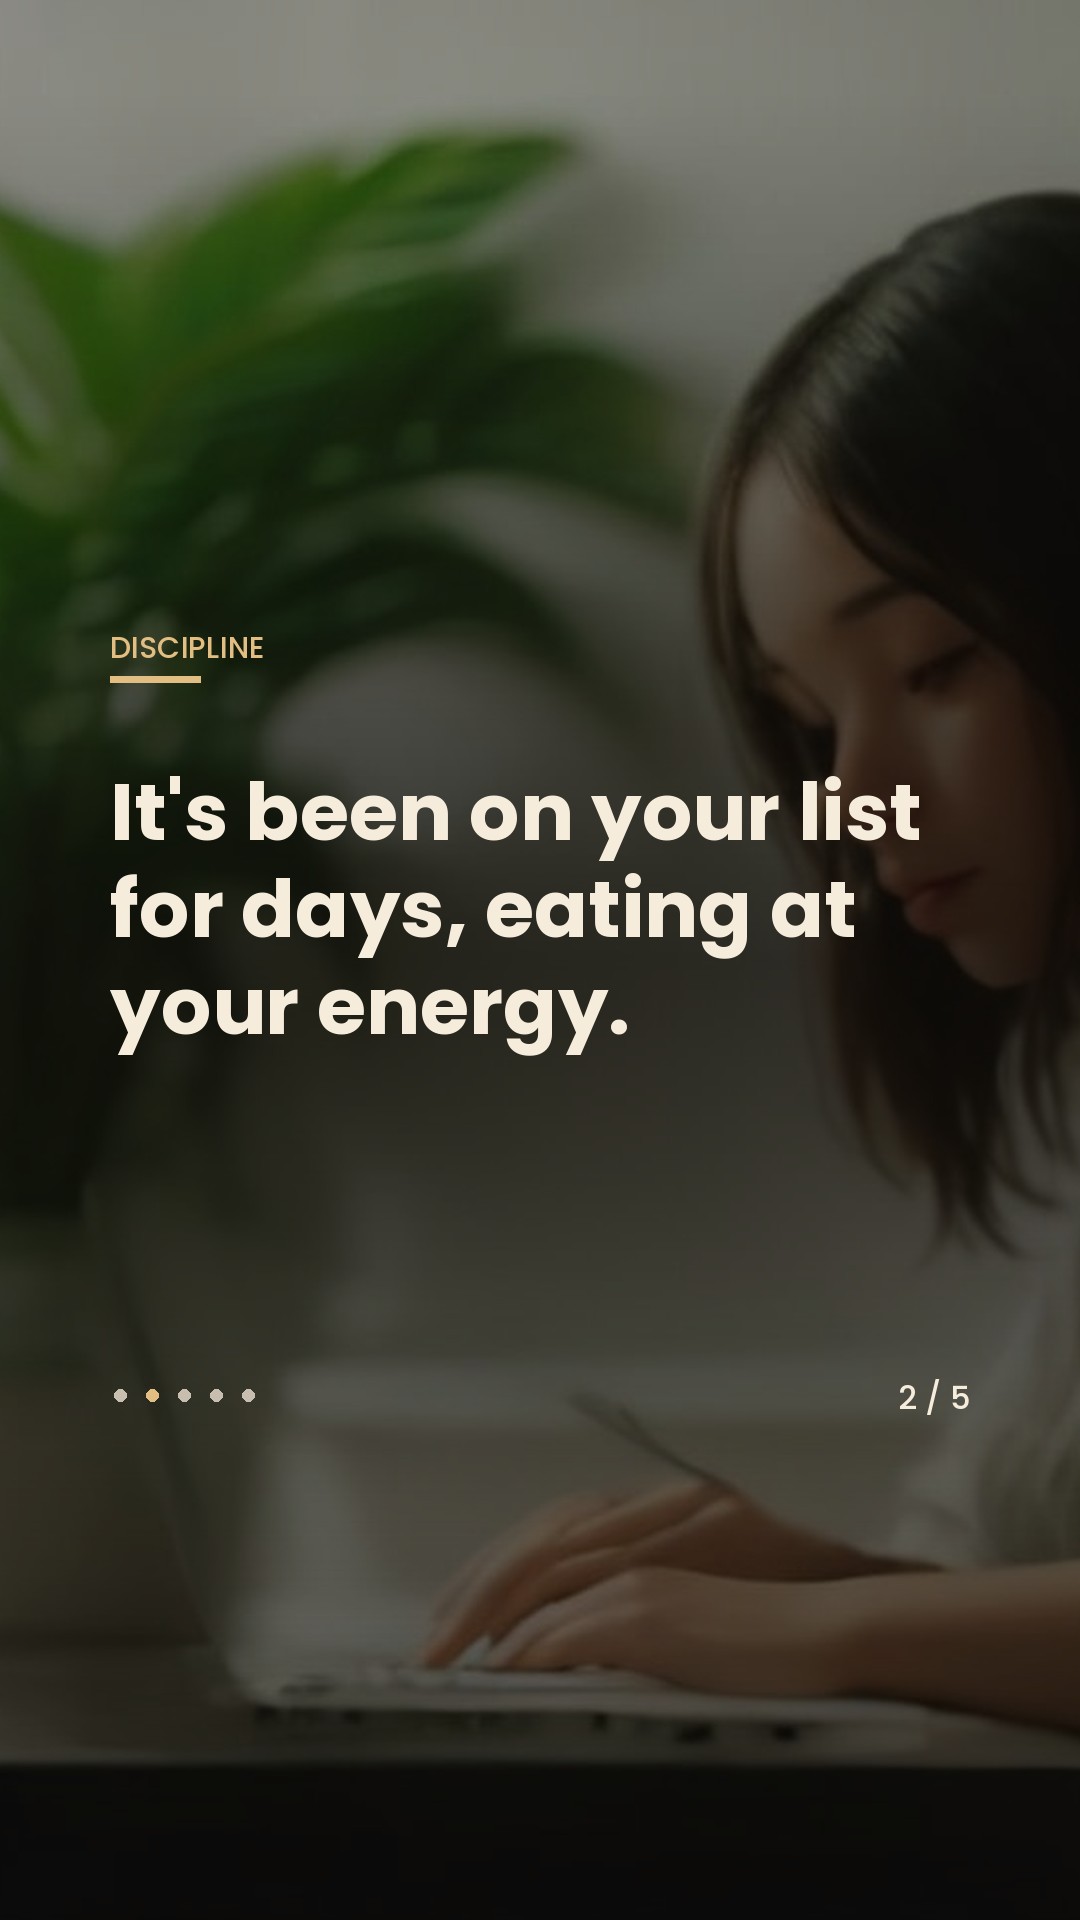 DISCIPLINE
It's been on your list
for days, eating at
your energy.
2 / 5